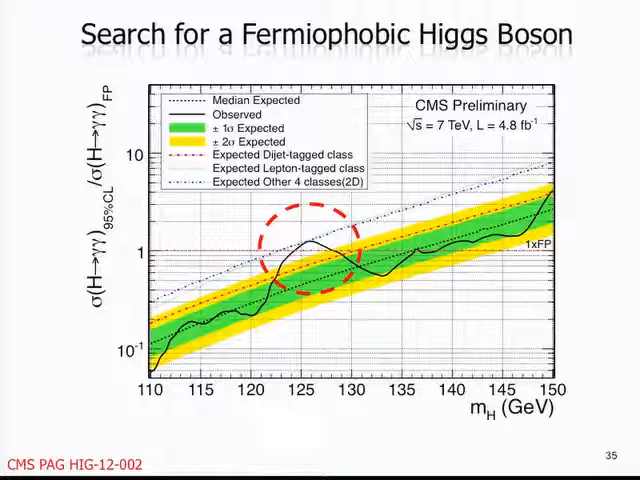 Search for a Fermiophobic Higgs Boson
σ(H→γγ)95%CL/σ(H→γγ)FP
Median Expected
Observed
± 1σ Expected
± 2σ Expected
Expected Dijet-tagged class
Expected Lepton-tagged class
Expected Other 4 classes(2D)
CMS Preliminary
√s = 7 TeV, L = 4.8 fb⁻¹
10
1
10⁻¹
1xFP
110 115 120 125 130 135 140 145 150
mH (GeV)
35
CMS PAG HIG-12-002